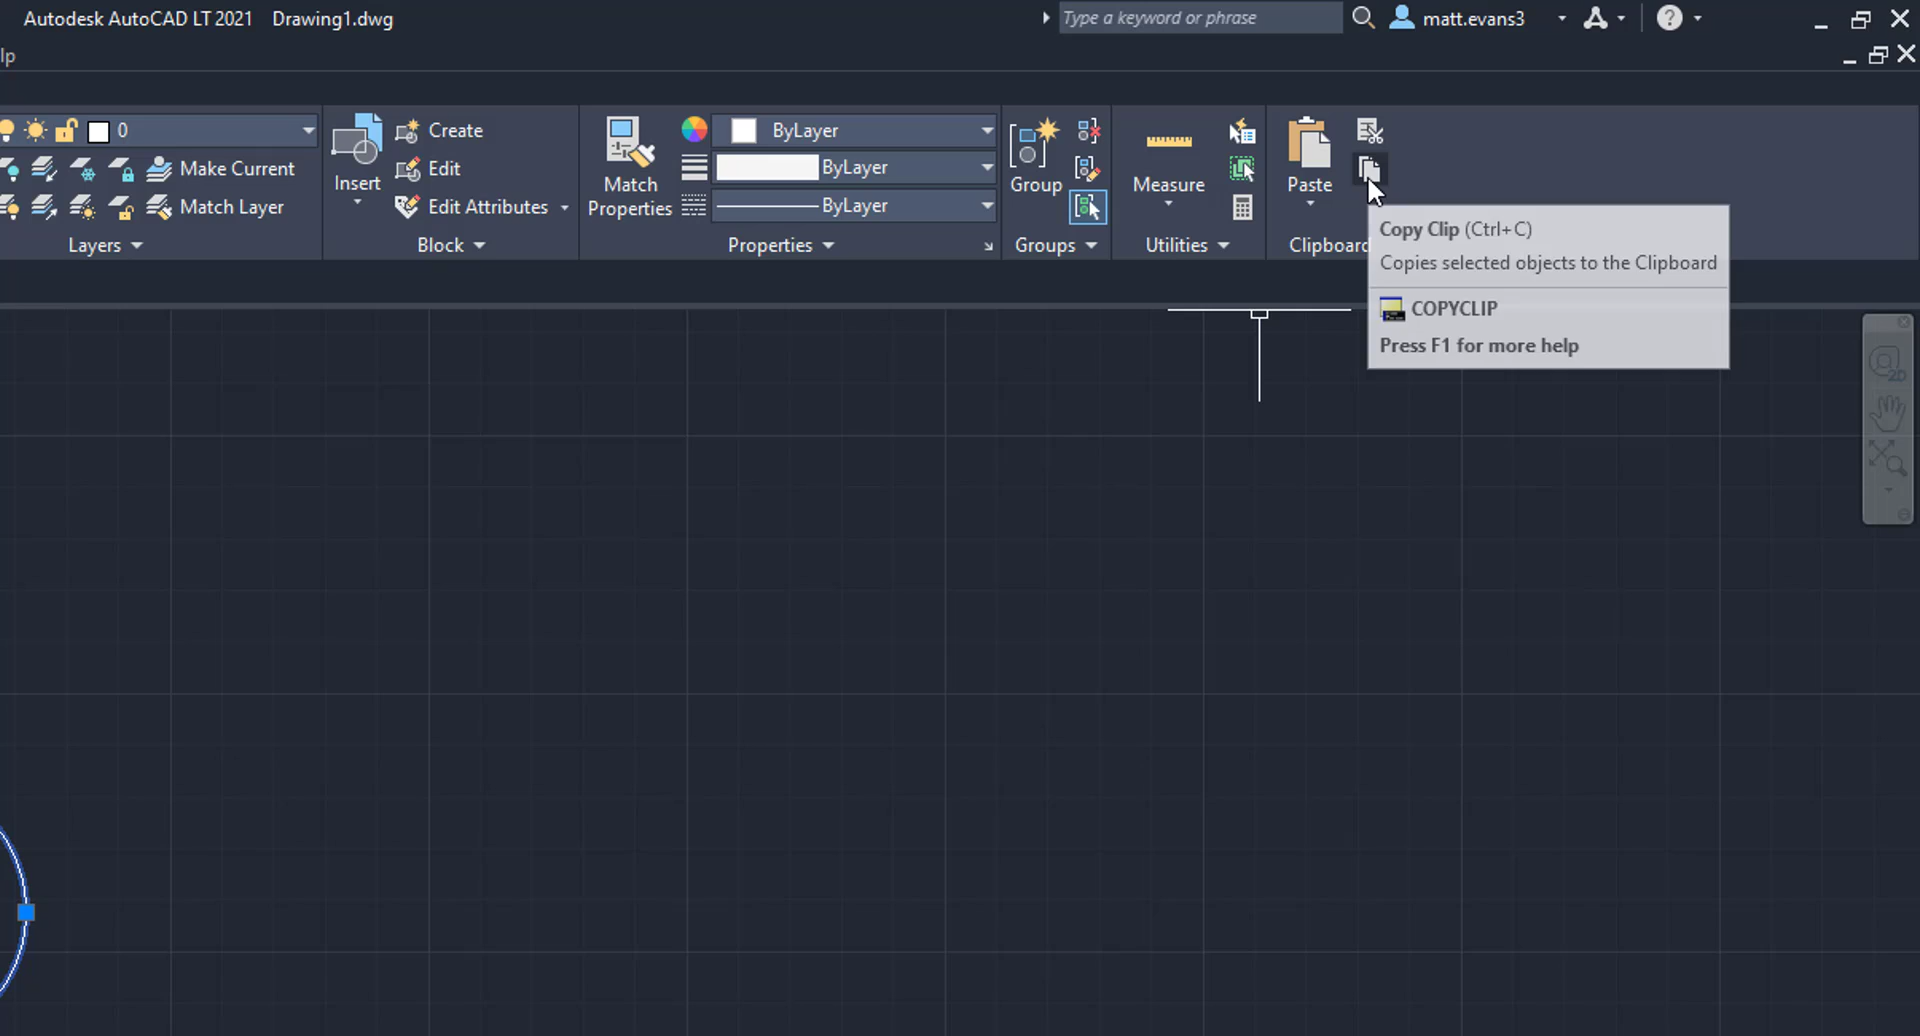 Autodesk AutoCAD LT 2021 Drawing1.dwg
Type a keyword or phrase
matt.evans3
lp
0
Make Current
Match Layer
Layers
Insert
Create
Edit
Edit Attributes
Block
Match
Properties
ByLayer
ByLayer
ByLayer
Properties
Group
Groups
Measure
Utilities
Paste
Clipboard
Copy Clip (Ctrl+C)
Copies selected objects to the Clipboard
COPYCLIP
Press F1 for more help
2D